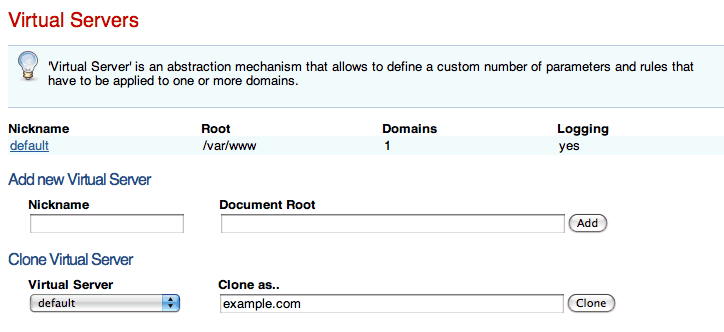 Virtual Servers
'Virtual Server' is an abstraction mechanism that allows to define a custom number of parameters and rules that
have to be applied to one or more domains.
Nickname Root Domains Logging
default /var/www 1 yes
Add new Virtual Server
Nickname Document Root
Add
Clone Virtual Server
Virtual Server Clone as..
default example.com Clone